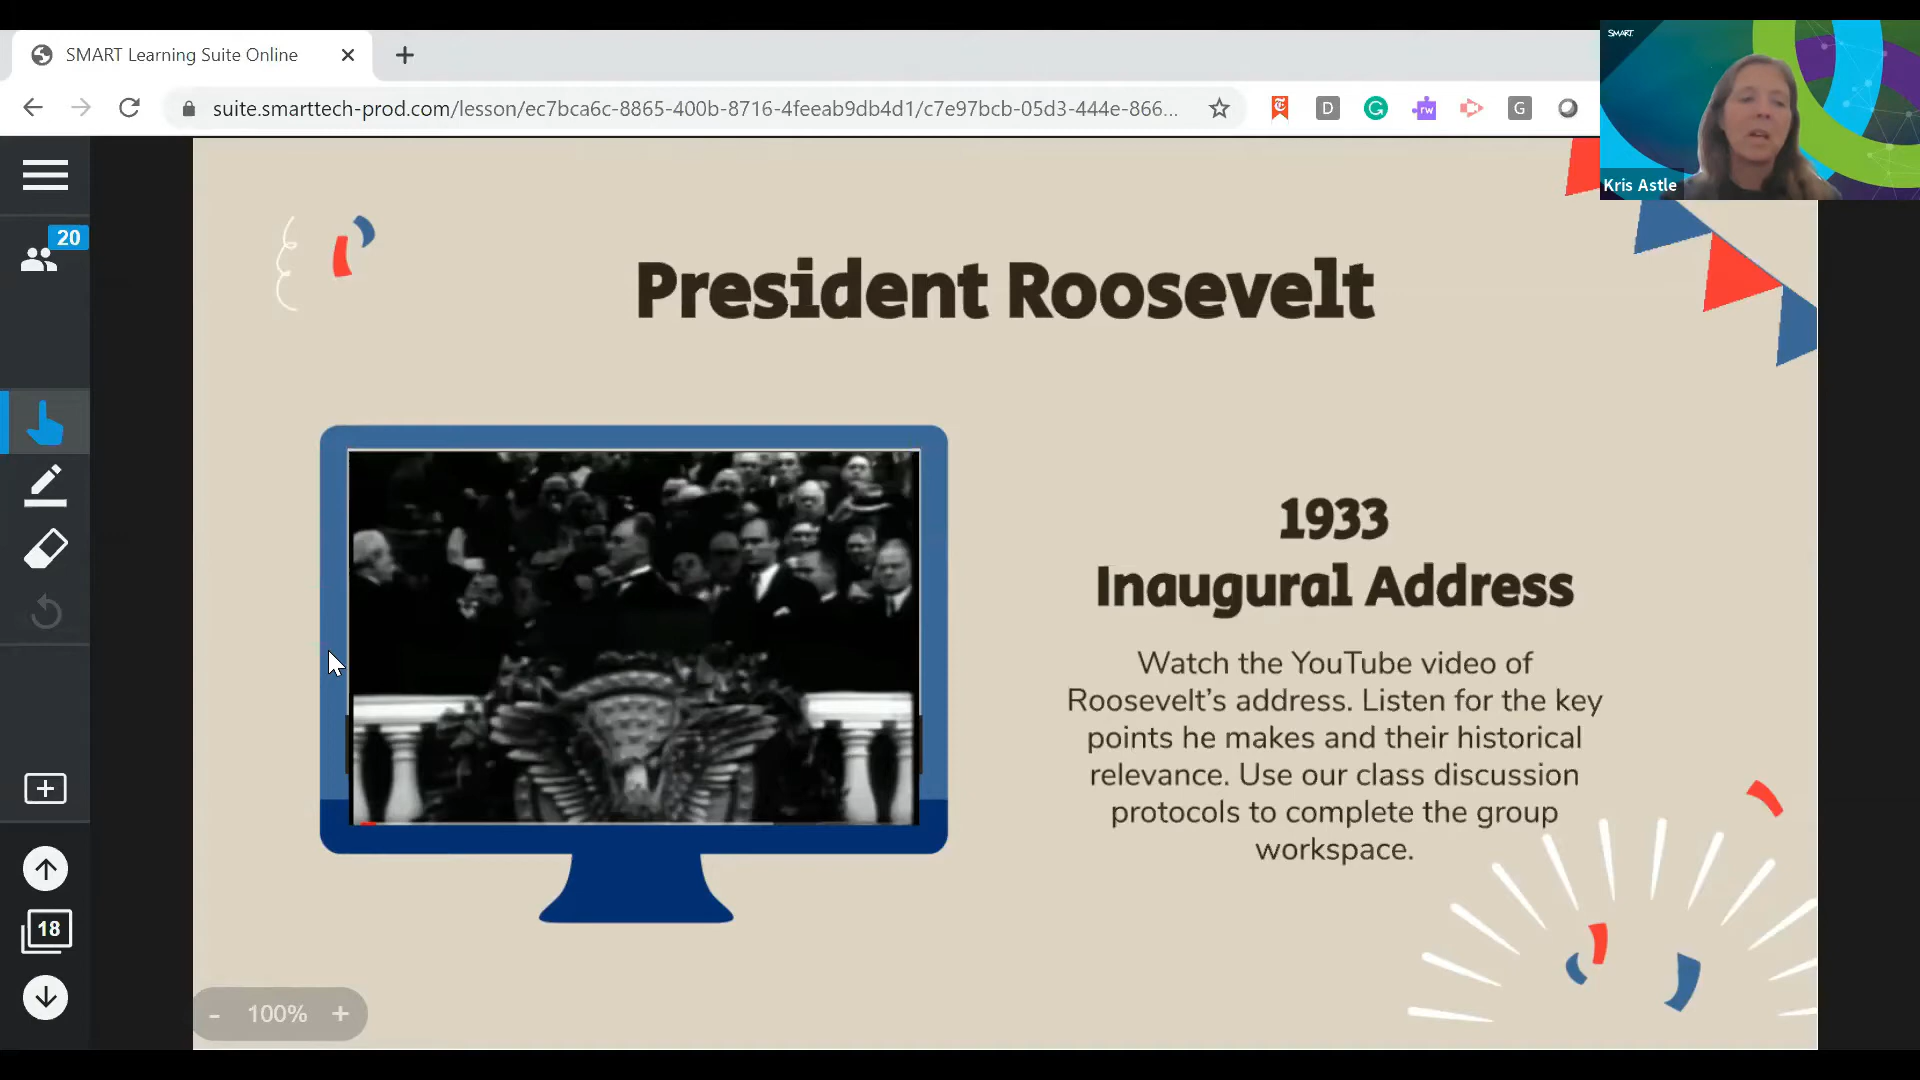 SMART Learning Suite Online
suite.smarttech-prod.com/lesson/ec7bca6c-8865-400b-8716-4feeab9db4d1/c7e97bcb-05d3-444e-866...
D
G
rw
G
SMART
Kris Astle
20
President Roosevelt
1933
Inaugural Address
Watch the YouTube video of
Roosevelt's address. Listen for the key
points he makes and their historical
relevance. Use our class discussion
protocols to complete the group
workspace.
18
- 100% +